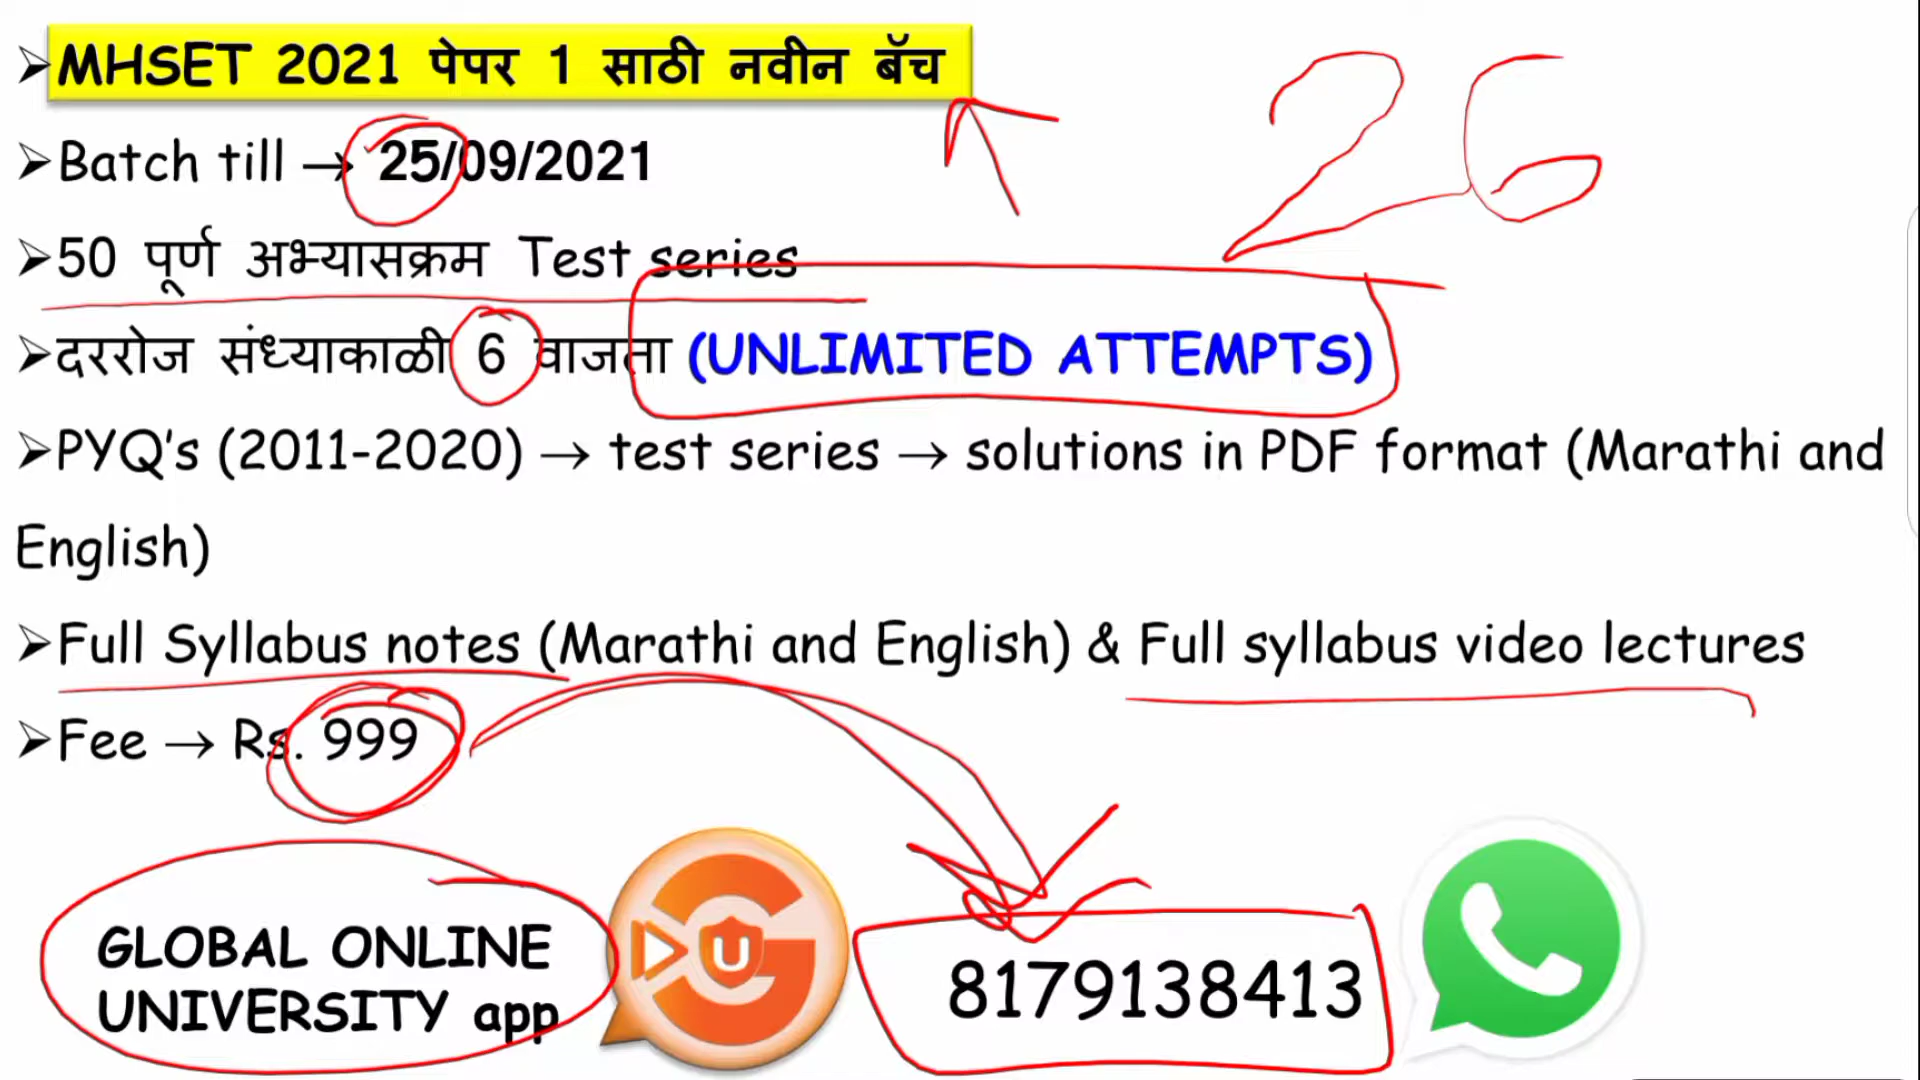 ➢MHSET 2021 पेपर 1 साठी नवीन बॅच
26
➢Batch till → 25/09/2021
➢50 पूर्ण अभ्यासक्रम Test series
➢दररोज संध्याकाळी 6 वाजता (UNLIMITED ATTEMPTS)
➢PYQ's (2011-2020) → test series → solutions in PDF format (Marathi and
English)
➢Full Syllabus notes (Marathi and English) & Full syllabus video lectures
➢Fee → Rs. 999
GLOBAL ONLINE
UNIVERSITY app
G U
8179138413